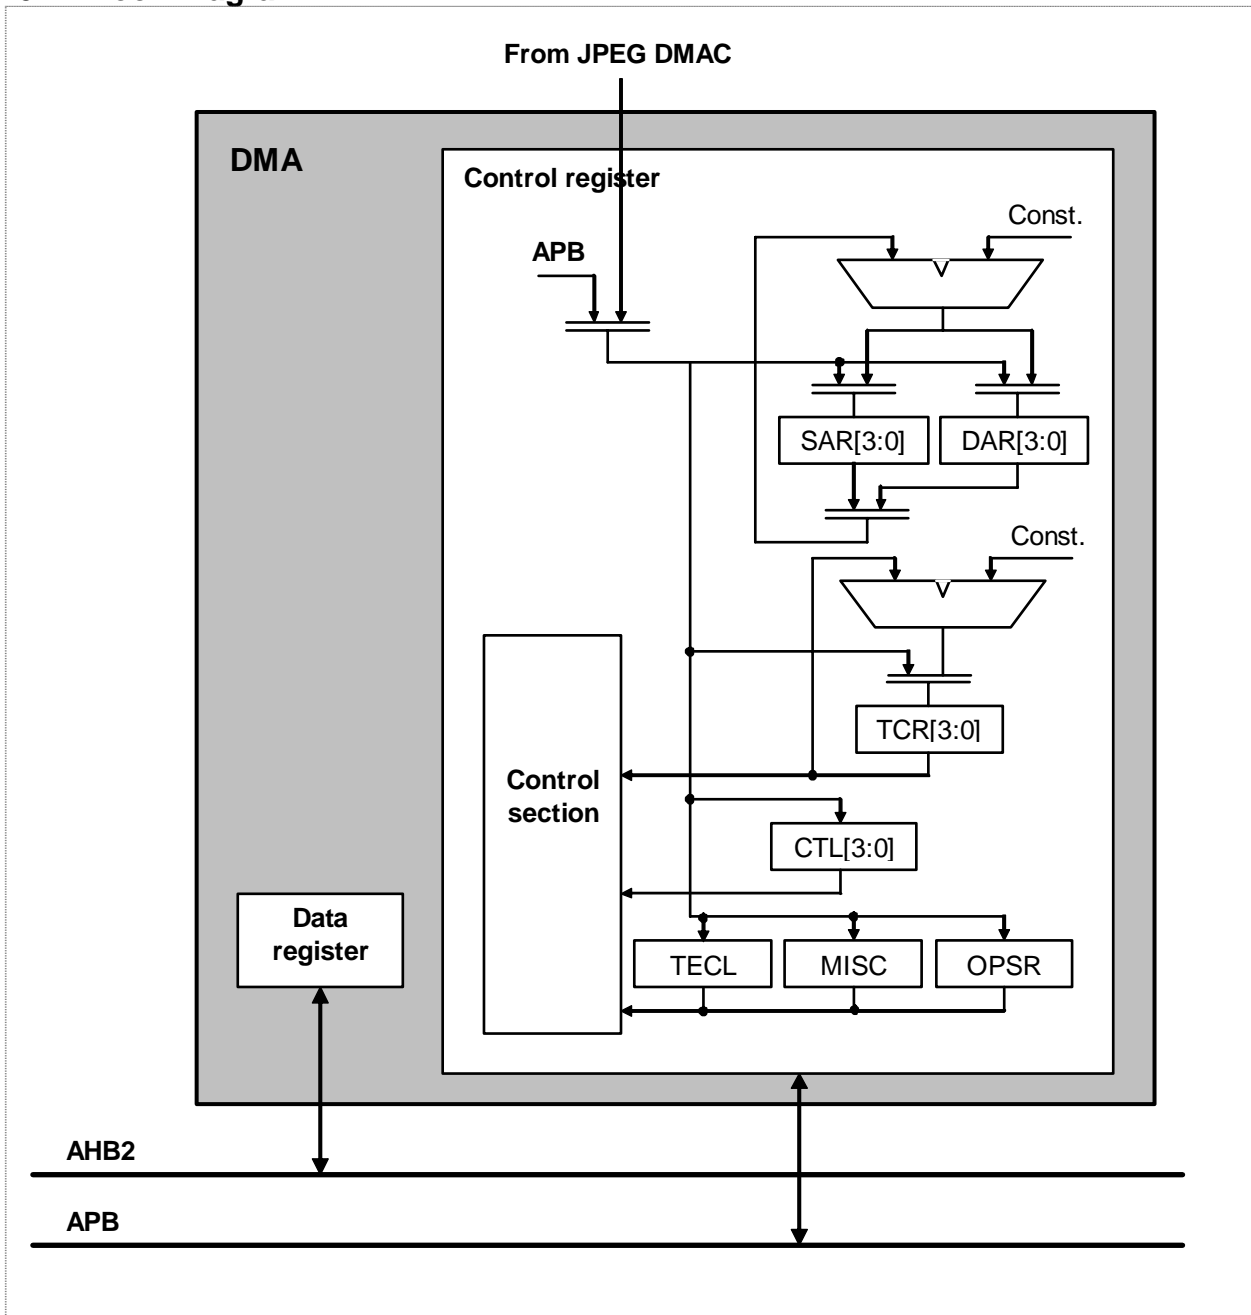 From JPEG DMAC
DMA
Control register
Const.
APB
SAR[3:0]
DAR[3:0]
Const.
TCR[3:0]
Control
section
CTL[3:0]
Data
register
TECL
MISC
OPSR
AHB2
APB